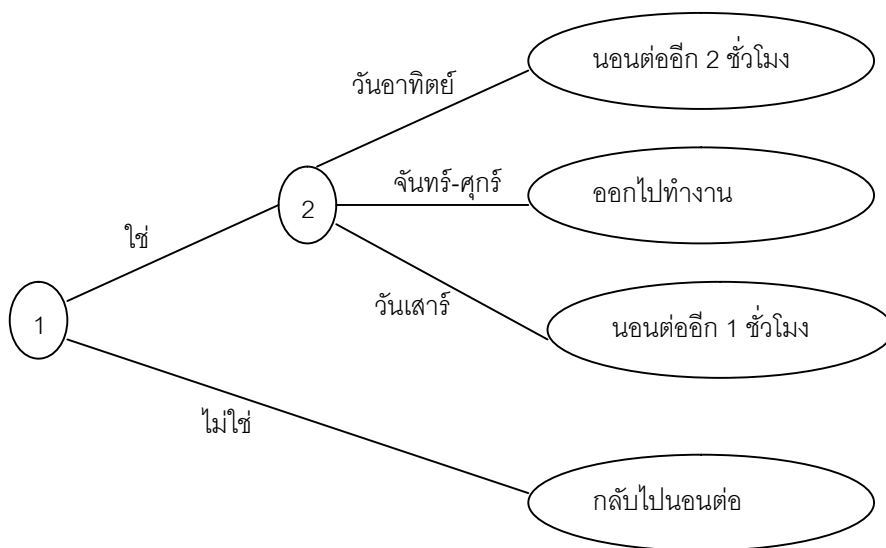 นอนต่ออีก 2 ชั่วโมง
วันอาทิตย์
จันทร์-ศุกร์
ออกไปทำงาน
2
ใช่
วันเสาร์
1
นอนต่ออีก 1 ชั่วโมง
ไม่ใช่
กลับไปนอนต่อ